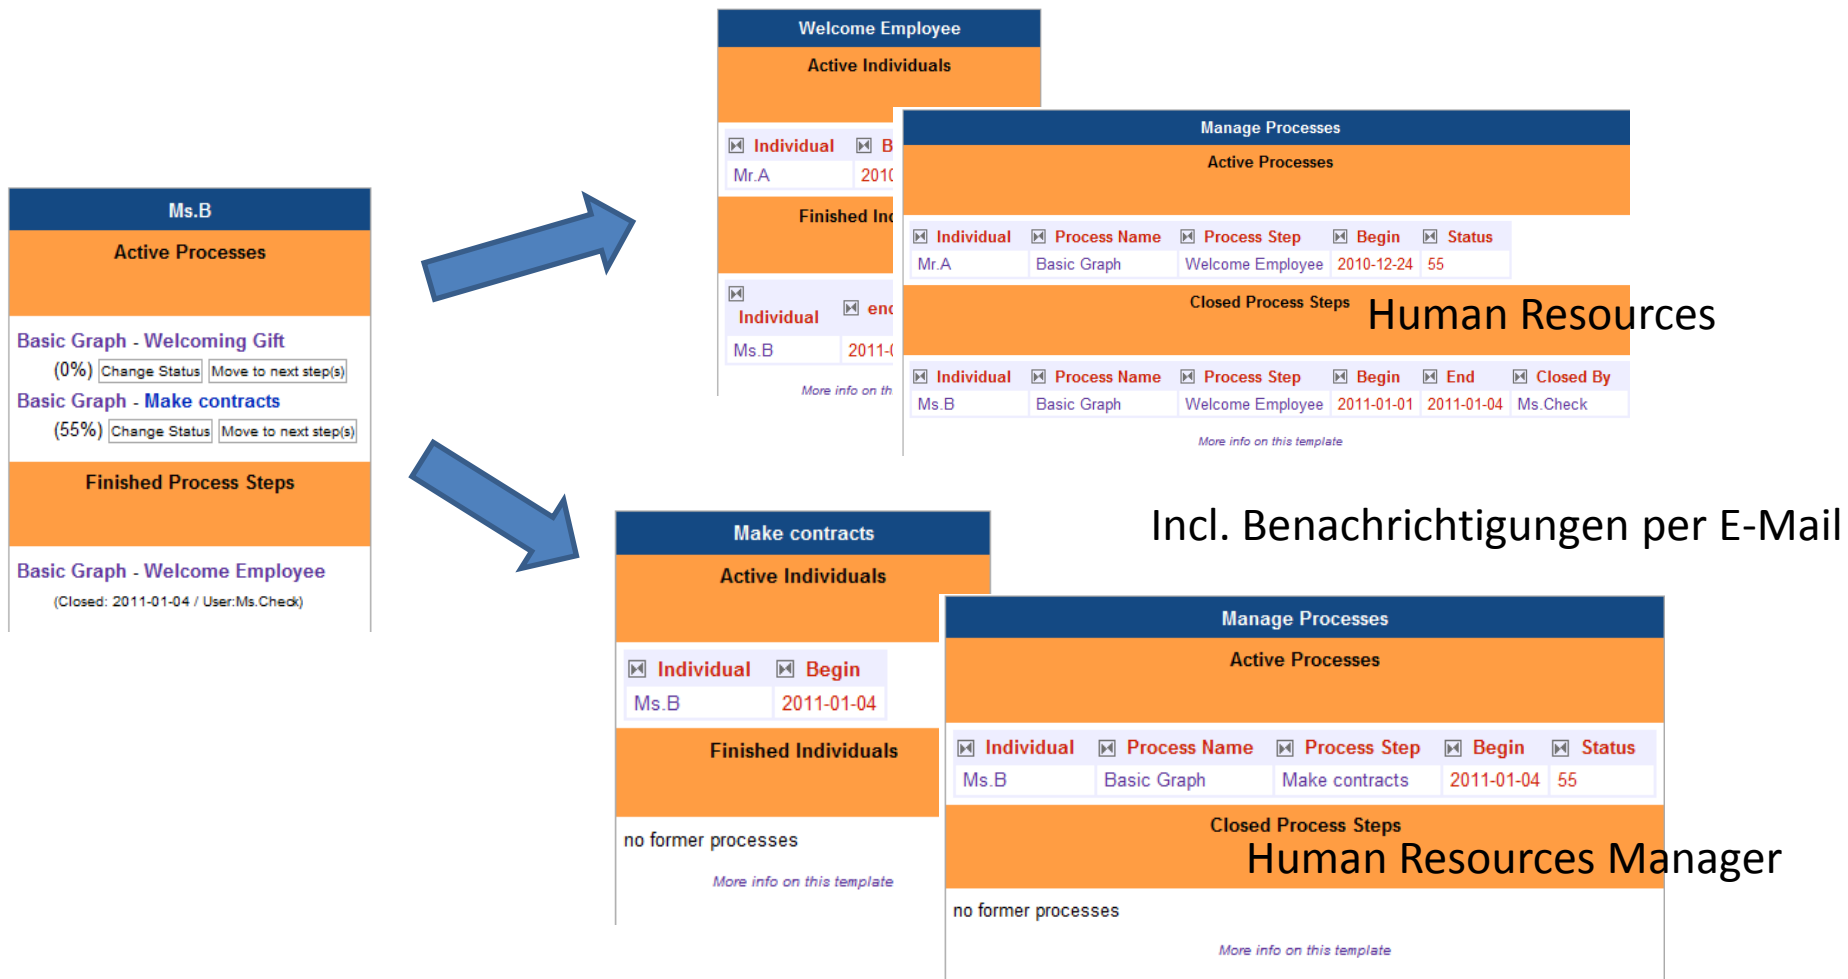 Ms.B
Active Processes
Basic Graph - Welcoming Gift
(0%) Change Status Move to next step(s)
Basic Graph - Make contracts
(55%) Change Status Move to next step(s)
Finished Process Steps
Basic Graph - Welcome Employee
(Closed: 2011-01-04 / User:Ms.Check)
Welcome Employee
Active Individuals
Individual B
Mr.A 2010
Finished Ind
Individual end
Ms.B 2011-0
More info on th
Manage Processes
Active Processes
Individual Process Name Process Step Begin Status
Mr.A Basic Graph Welcome Employee 2010-12-24 55
Closed Process Steps
Human Resources
Individual Process Name Process Step Begin End Closed By
Ms.B Basic Graph Welcome Employee 2011-01-01 2011-01-04 Ms.Check
More info on this template
Incl. Benachrichtigungen per E-Mail
Make contracts
Active Individuals
Individual Begin
Ms.B 2011-01-04
Finished Individuals
no former processes
More info on this template
Manage Processes
Active Processes
Individual Process Name Process Step Begin Status
Ms.B Basic Graph Make contracts 2011-01-04 55
Closed Process Steps
Human Resources Manager
no former processes
More info on this template